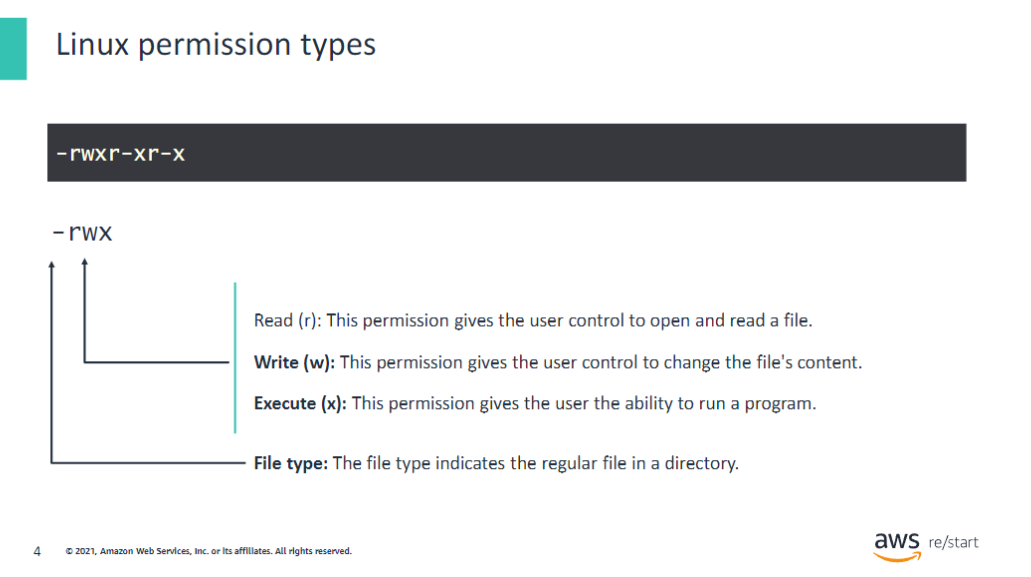 Linux permission types
-rwxr-xr-x
-rwx
Read (r): This permission gives the user control to open and read a file.
Write (w): This permission gives the user control to change the file's content.
Execute (x): This permission gives the user the ability to run a program.
File type: The file type indicates the regular file in a directory.
4 © 2021, Amazon Web Services, Inc. or its affiliates. All rights reserved.
aws re/start